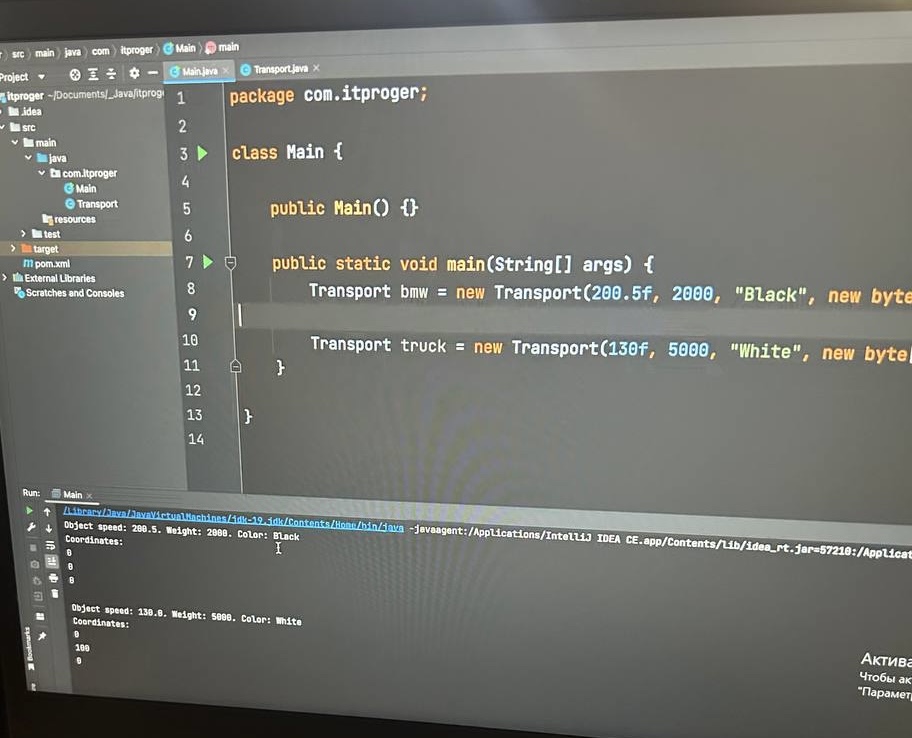 src main java com itproger Main main
Project
Main.java
Transport.java
itproger ~/Documents/_Java/itprog
.idea
src
main
java
com.itproger
Main
Transport
resources
test
target
pom.xml
External Libraries
Scratches and Consoles
1 package com.itproger;
2
3 class Main {
4
5 public Main() {}
6
7 public static void main(String[] args) {
8 Transport bmw = new Transport(200.5f, 2000, "Black", new byte
9
10 Transport truck = new Transport(130f, 5000, "White", new byte[
11 }
12
13 }
14
Run: Main
/Library/Java/JavaVirtualMachines/jdk-19.jdk/Contents/Home/bin/java -javaagent:/Applications/IntelliJ IDEA CE.app/Contents/lib/idea_rt.jar=57210:/Applicat
Object speed: 200.5. Weight: 2000. Color: Black
Coordinates:
0
0
0
Object speed: 130.0. Weight: 5000. Color: White
Coordinates:
0
100
0
Bookmarks
Актива
Чтобы ак
"Парамет